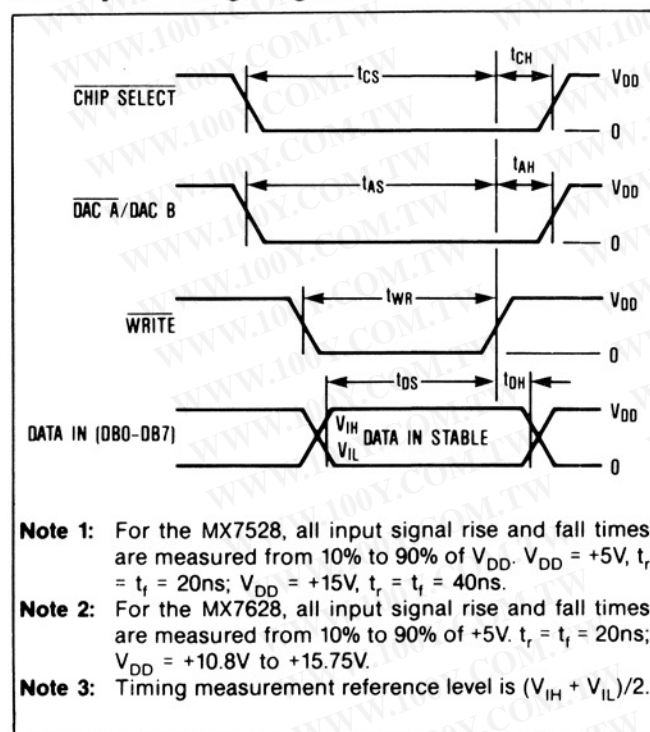 tCH
tCS
VDD
CHIP SELECT
0
tAH
tAS
VDD
DAC A/DAC B
0
tWR
VDD
WRITE
0
tDS
tDH
VDD
DATA IN (DB0-DB7)
VIH
DATA IN STABLE
VIL
0
Note 1: For the MX7528, all input signal rise and fall times
are measured from 10% to 90% of VDD. VDD = +5V, tr
= tf = 20ns; VDD = +15V, tr = tf = 40ns.
Note 2: For the MX7628, all input signal rise and fall times
are measured from 10% to 90% of +5V. tr = tf = 20ns;
VDD = +10.8V to +15.75V.
Note 3: Timing measurement reference level is (VIH + VIL)/2.
WWW.100Y.COM.TW